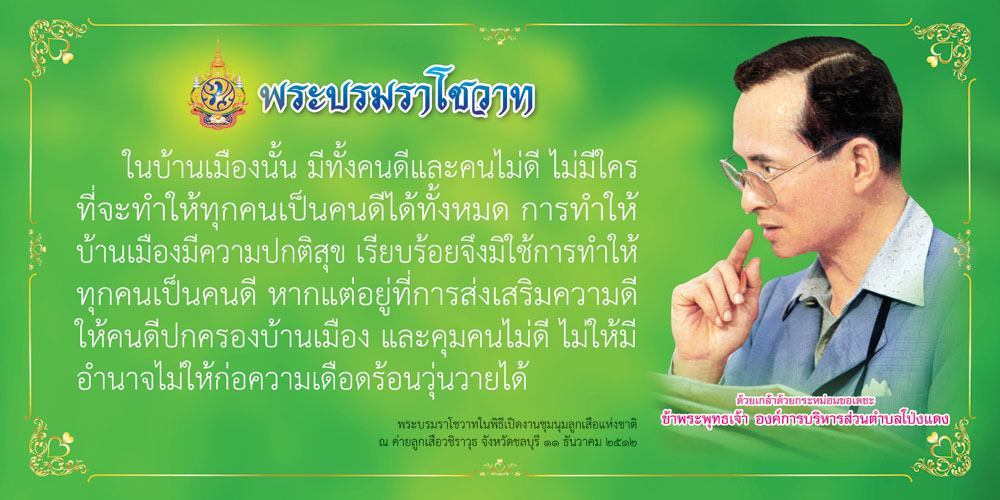 พระบรมราโชวาท
ในบ้านเมืองนั้น มีทั้งคนดีและคนไม่ดี ไม่มีใคร
ที่จะทำให้ทุกคนเป็นคนดีได้ทั้งหมด การทำให้
บ้านเมืองมีความปกติสุข เรียบร้อยจึงมิใช้การทำให้
ทุกคนเป็นคนดี หากแต่อยู่ที่การส่งเสริมความดี
ให้คนดีปกครองบ้านเมือง และคุมคนไม่ดี ไม่ให้มี
อำนาจไม่ให้ก่อความเดือดร้อนวุ่นวายได้
พระบรมราโชวาทในพิธีเปิดงานชุมนุมลูกเสือแห่งชาติ
ณ ค่ายลูกเสือวชิราวุธ จังหวัดชลบุรี ๑๑ ธันวาคม ๒๕๑๒
ด้วยเกล้าด้วยกระหม่อมขอเดชะ
ข้าพระพุทธเจ้า องค์การบริหารส่วนตำบลโป่งแดง